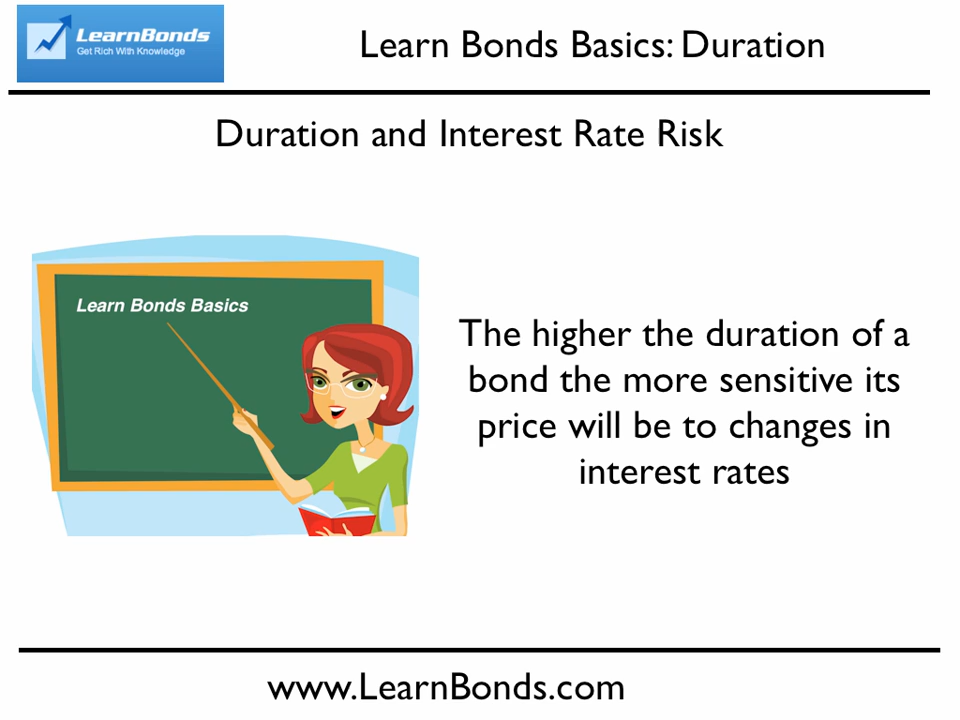 LearnBonds
Get Rich With Knowledge
Learn Bonds Basics: Duration
Duration and Interest Rate Risk
Learn Bonds Basics
The higher the duration of a
bond the more sensitive its
price will be to changes in
interest rates
www.LearnBonds.com